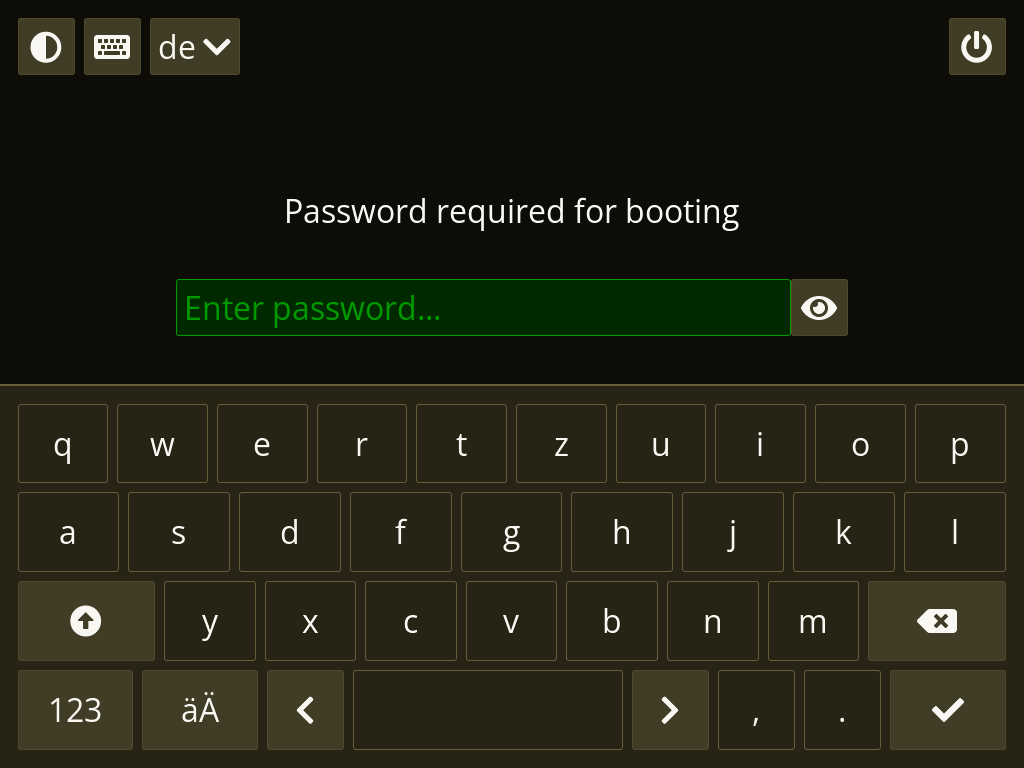 de
Password required for booting
Enter password...
q w e r t z u i o p
a s d f g h j k l
y x c v b n m
123 äÄ , .